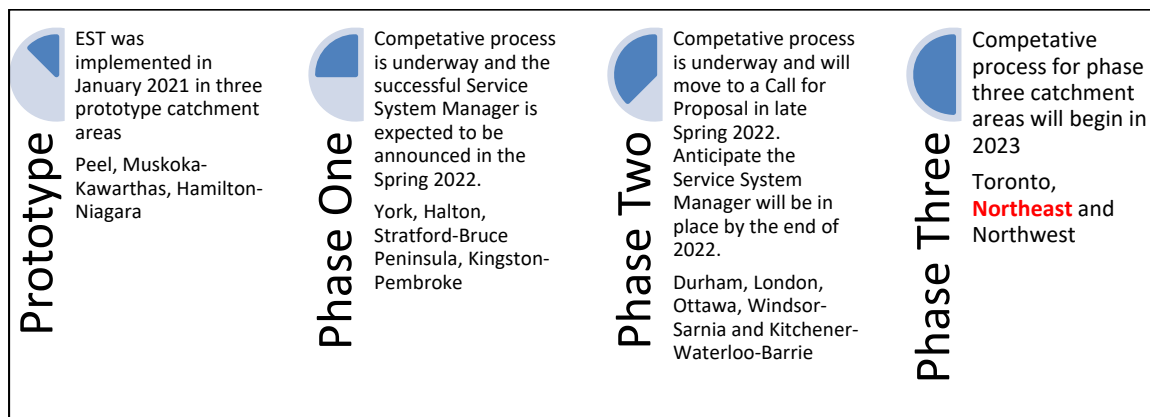 Prototype
EST was
implemented in
January 2021 in three
prototype catchment
areas
Peel, Muskoka-
Kawarthas, Hamilton-
Niagara
Phase One
Competative process
is underway and the
successful Service
System Manager is
expected to be
announced in the
Spring 2022.
York, Halton,
Stratford-Bruce
Peninsula, Kingston-
Pembroke
Phase Two
Competative process
is underway and will
move to a Call for
Proposal in late
Spring 2022.
Anticipate the
Service System
Manager will be in
place by the end of
2022.
Durham, London,
Ottawa, Windsor-
Sarnia and Kitchener-
Waterloo-Barrie
Phase Three
Competative
process for phase
three catchment
areas will begin in
2023
Toronto,
Northeast and
Northwest